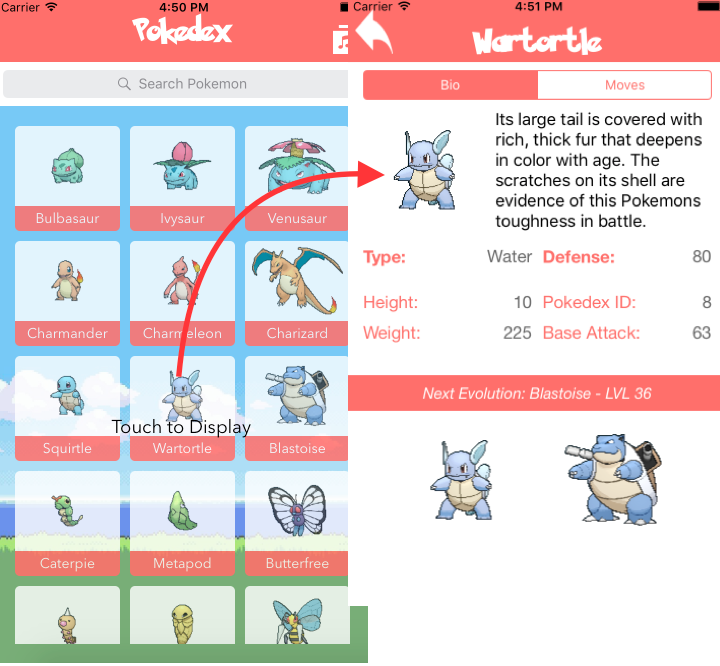 Carrier 4:50 PM
Pokedex
Search Pokemon
Bulbasaur Ivysaur Venusaur
Charmander Charmeleon Charizard
Touch to Display
Squirtle Wartortle Blastoise
Caterpie Metapod Butterfree
Carrier 4:51 PM
Wartortle
Bio Moves
Its large tail is covered with
rich, thick fur that deepens
in color with age. The
scratches on its shell are
evidence of this Pokemons
toughness in battle.
Type: Water Defense: 80
Height: 10 Pokedex ID: 8
Weight: 225 Base Attack: 63
Next Evolution: Blastoise - LVL 36